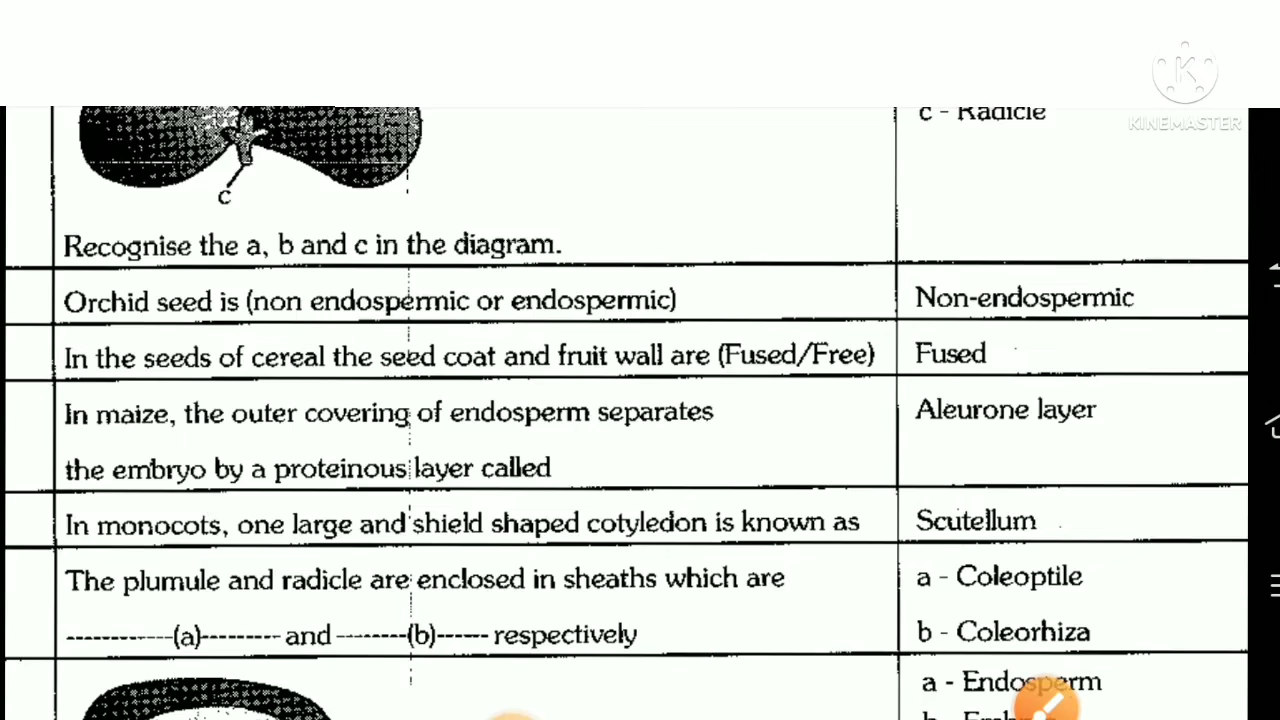 K
KINEMASTER
c - Radicle
c
Recognise the a, b and c in the diagram.
Orchid seed is (non endospermic or endospermic)
Non-endospermic
In the seeds of cereal the seed coat and fruit wall are (Fused/Free)
Fused
In maize, the outer covering of endosperm separates
Aleurone layer
the embryo by a proteinous layer called
In monocots, one large and shield shaped cotyledon is known as
Scutellum
The plumule and radicle are enclosed in sheaths which are
a - Coleoptile
------------(a)--------- and --------(b)------ respectively
b - Coleorhiza
a - Endosperm